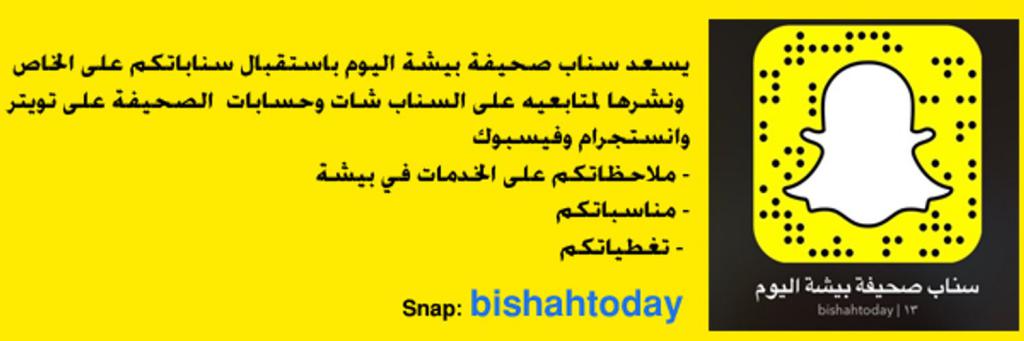 يسعد سناب صحيفة بيشة اليوم باستقبال سناباتكم على الخاص
ونشرها لمتابعيه على السناب شات وحسابات الصحيفة على تويتر
وانستجرام وفيسبوك
- ملاحظاتكم على الخدمات في بيشة
- مناسباتكم
- تغطياتكم
Snap: bishahtoday
سناب صحيفة بيشة اليوم
bishahtoday | ١٣